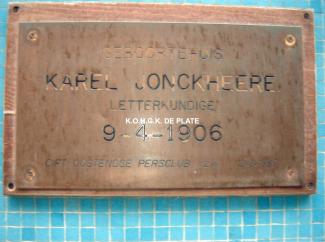 GEBOORTEHUIS
KAREL JONCKHEERE
LETTERKUNDIGE
K.O.H.G.K. DE PLATE
9-4-1906
GIFT OOSTENDSE PERSCLUB